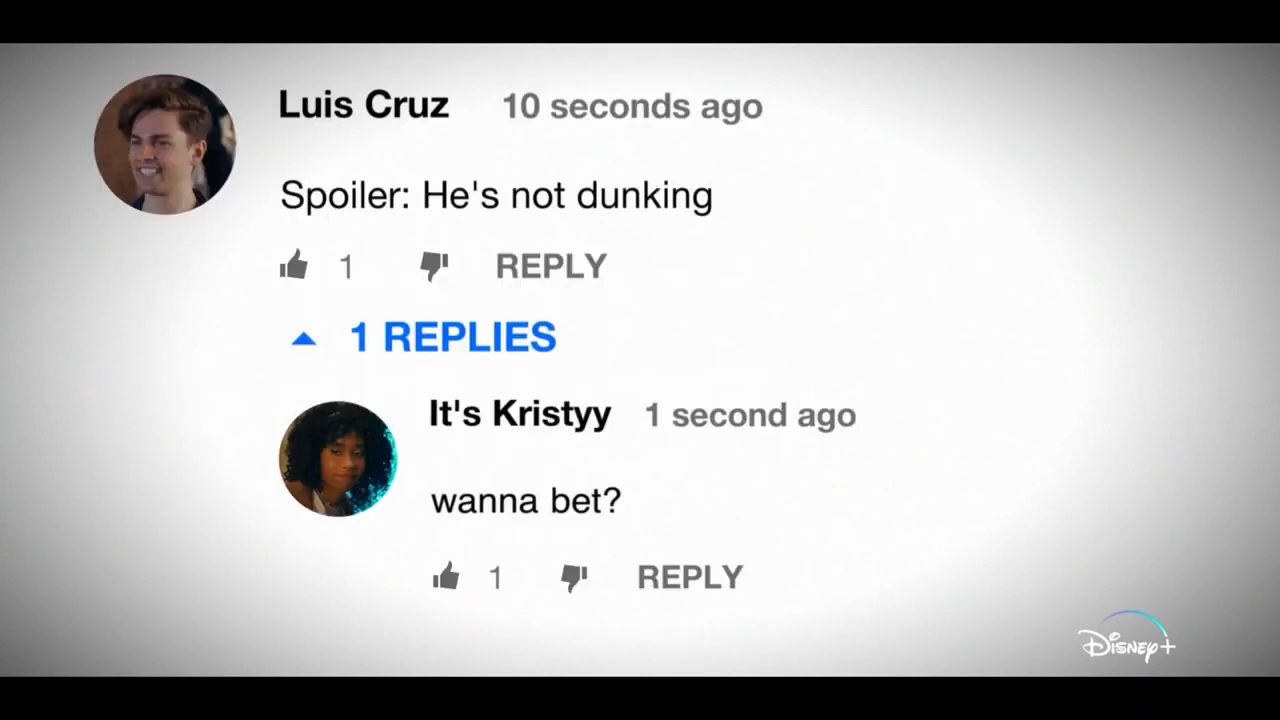 Luis Cruz 10 seconds ago
Spoiler: He's not dunking
1 REPLY
1 REPLIES
It's Kristyy 1 second ago
wanna bet?
1 REPLY
Disney+